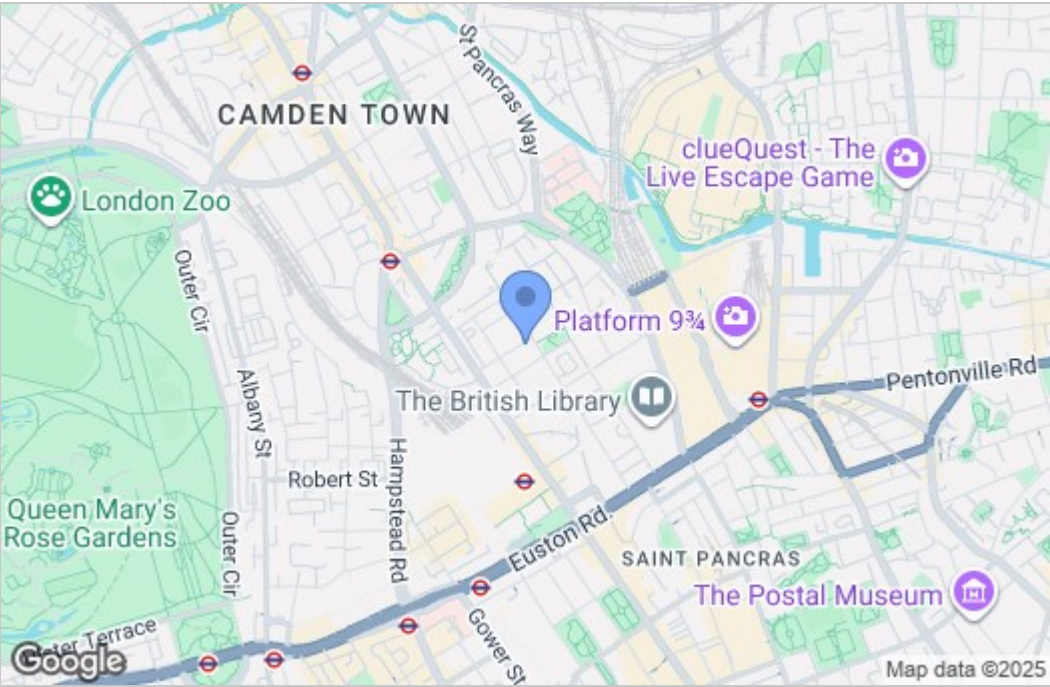 St Pancras Way
CAMDEN TOWN
clueQuest - The
Live Escape Game
London Zoo
Outer Cir
Platform 9¾
Albany St
The British Library
Pentonville Rd
Hampstead Rd
Robert St
Queen Mary's
Rose Gardens
Outer Cir
Euston Rd
SAINT PANCRAS
The Postal Museum
Gower St
Terrace
Google
Map data ©2025